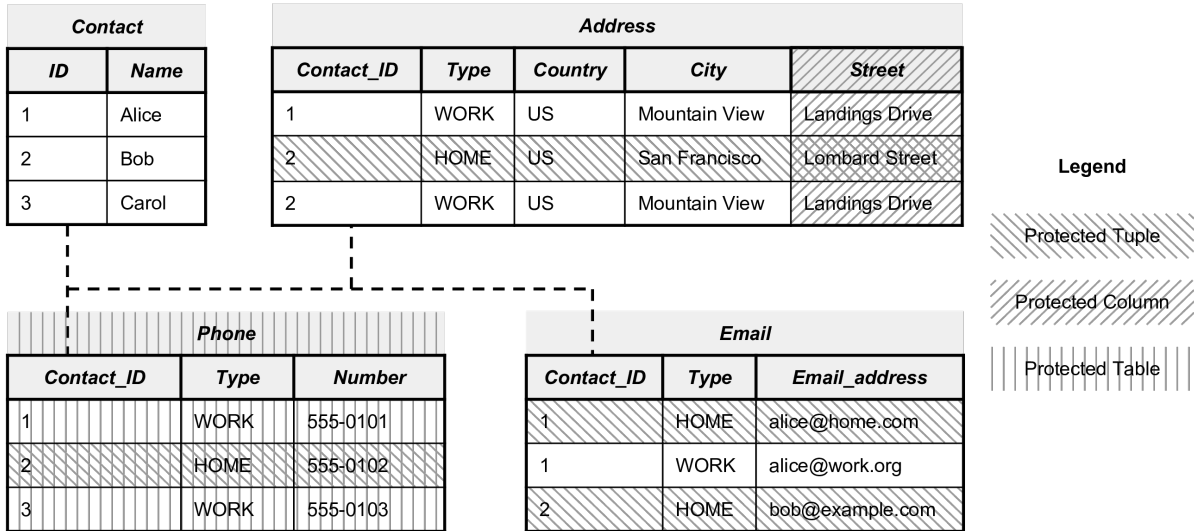 Contact
ID Name
1 Alice
2 Bob
3 Carol
Address
Contact_ID Type Country City Street
1 WORK US Mountain View Landings Drive
2 HOME US San Francisco Lombard Street
2 WORK US Mountain View Landings Drive
Phone
Contact_ID Type Number
1 WORK 555-0101
2 HOME 555-0102
3 WORK 555-0103
Email
Contact_ID Type Email_address
1 HOME alice@home.com
1 WORK alice@work.org
2 HOME bob@example.com
Legend
Protected Tuple
Protected Column
Protected Table